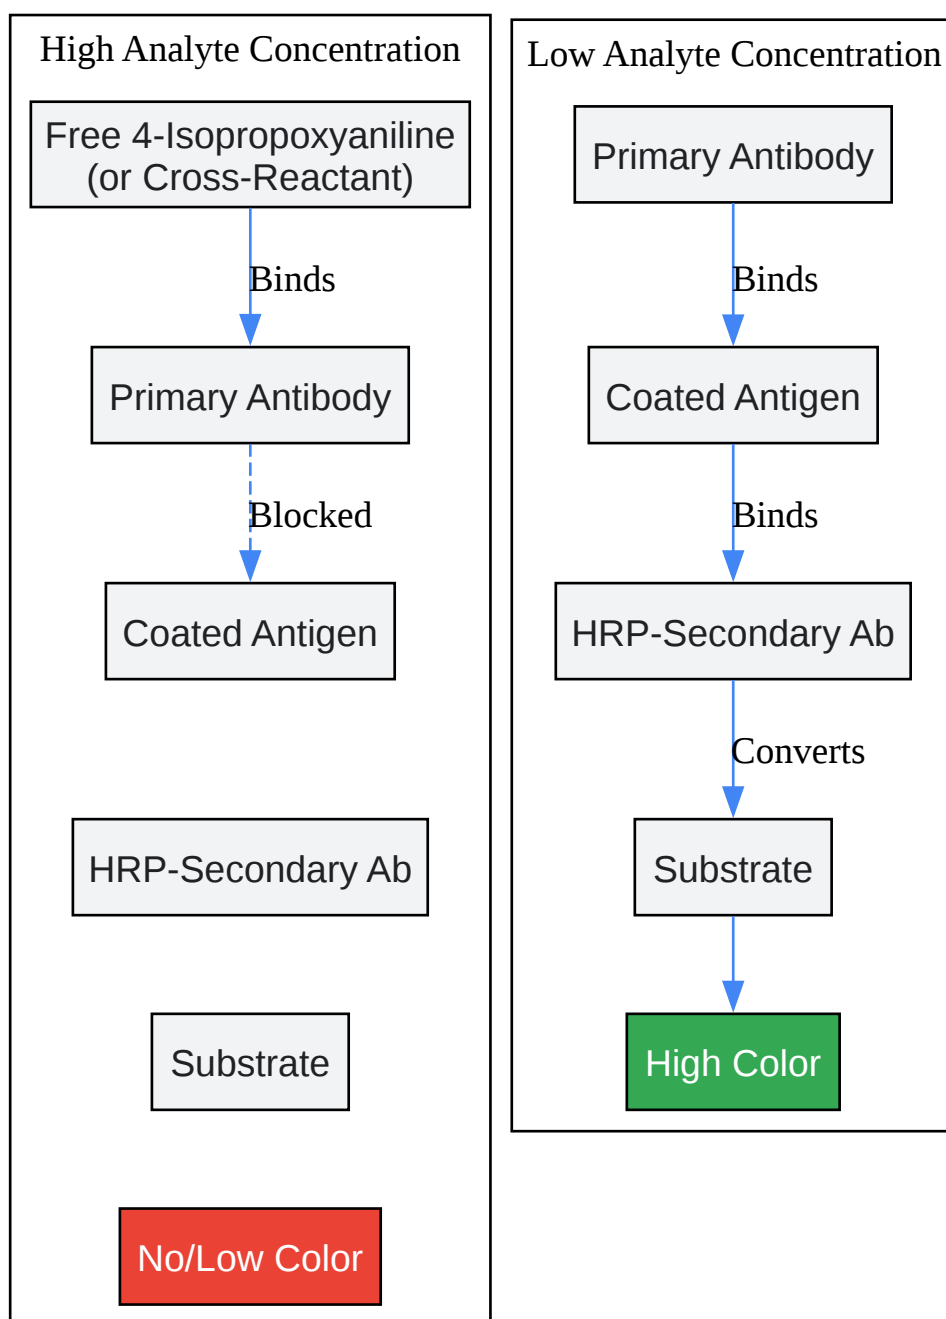 High Analyte Concentration
Free 4-Isopropoxyaniline
(or Cross-Reactant)
Binds
Primary Antibody
Blocked
Coated Antigen
HRP-Secondary Ab
Substrate
No/Low Color
Low Analyte Concentration
Primary Antibody
Binds
Coated Antigen
Binds
HRP-Secondary Ab
Converts
Substrate
High Color